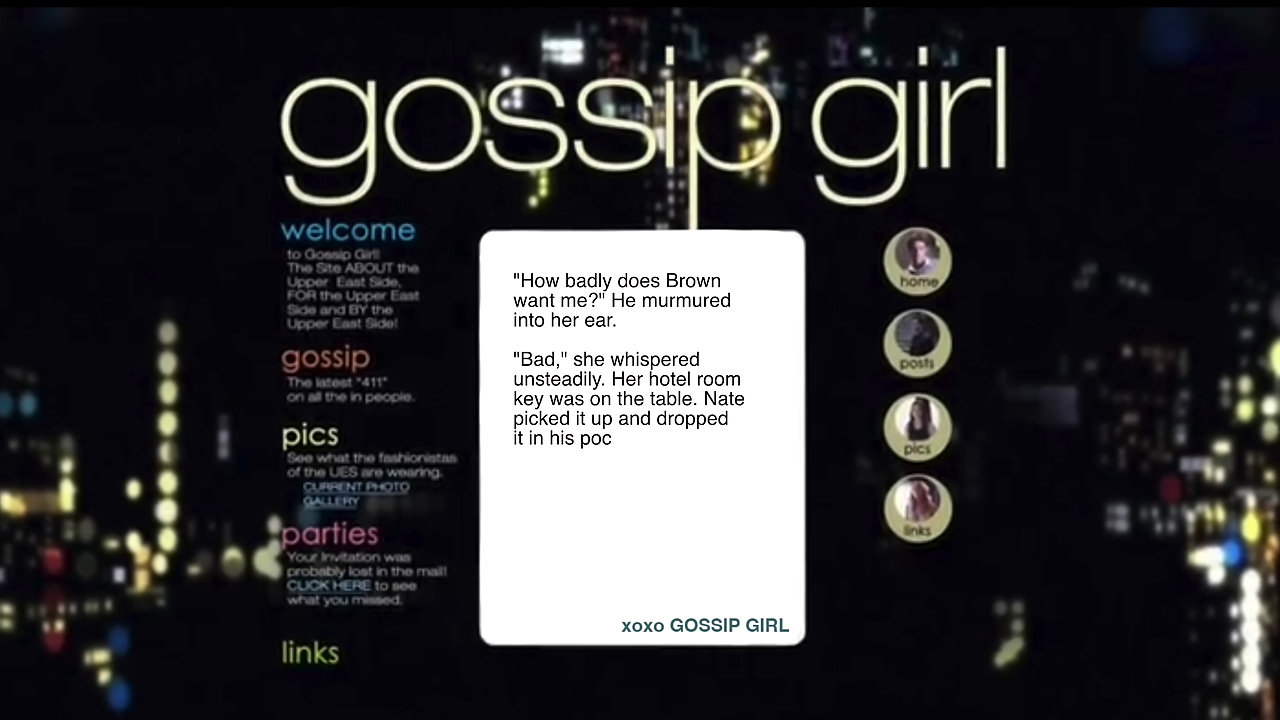 gossip girl
welcome
to Gossip Girl!
The Site ABOUT the
Upper East Side,
FOR the Upper East
Side and BY the
Upper East Side!
gossip
The latest "411"
on all the in people.
pics
See what the fashionistas
of the UES are wearing.
CURRENT PHOTO
GALLERY
parties
Your Invitation was
probably lost in the mail!
CLICK HERE to see
what you missed.
links
"How badly does Brown
want me?" He murmured
into her ear.
"Bad," she whispered
unsteadily. Her hotel room
key was on the table. Nate
picked it up and dropped
it in his poc
xoxo GOSSIP GIRL
home
posts
pics
links